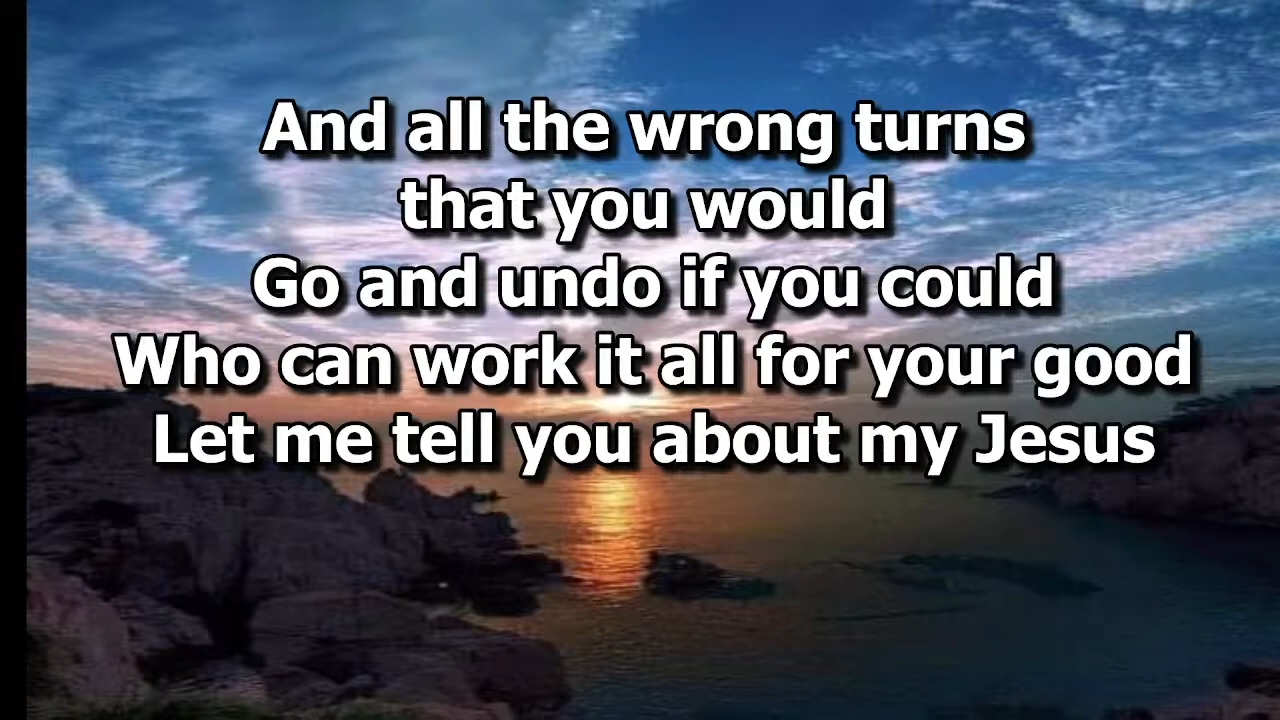 And all the wrong turns
that you would
Go and undo if you could
Who can work it all for your good
Let me tell you about my Jesus